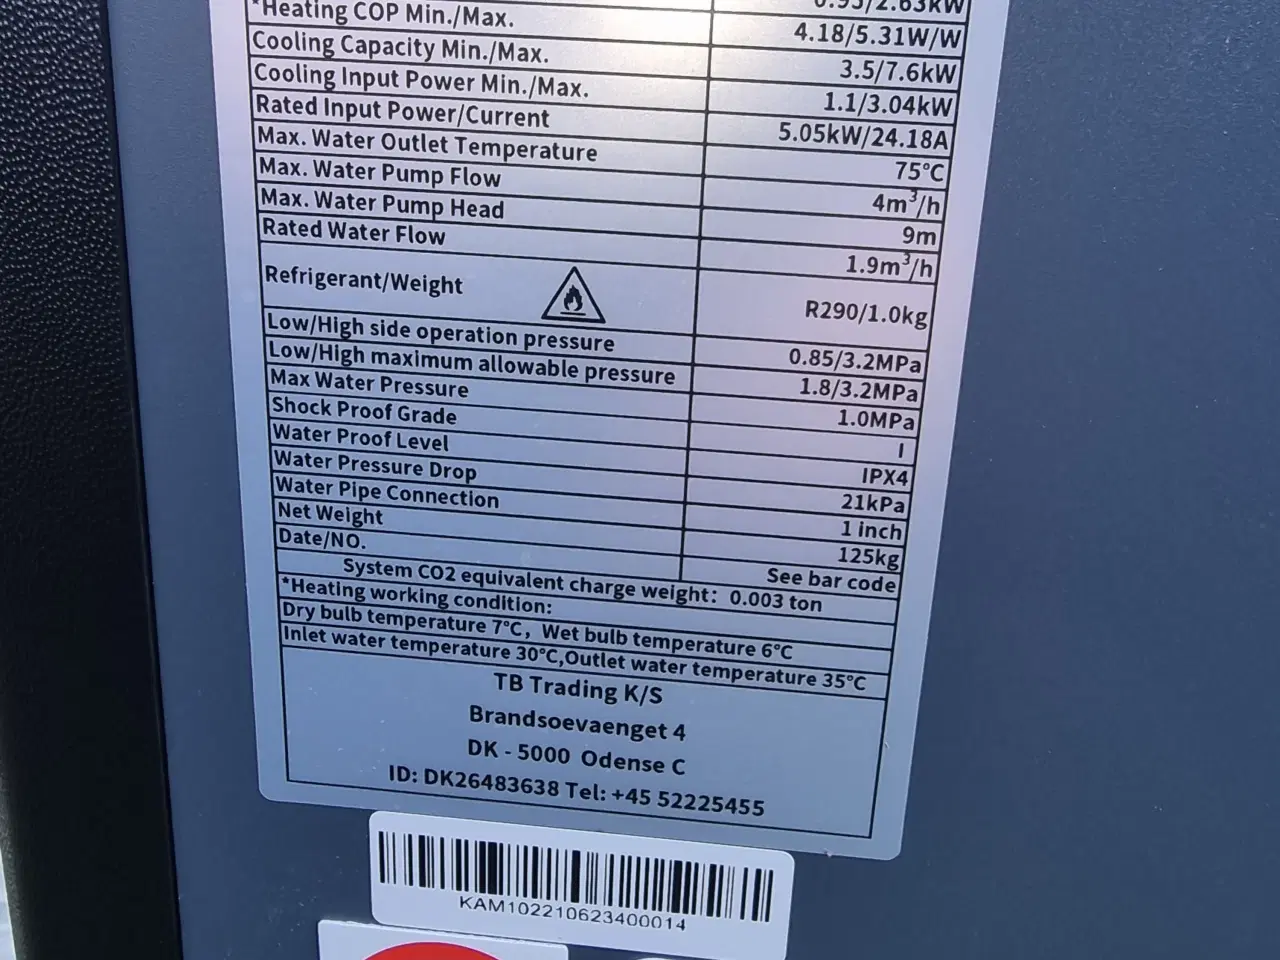 0.95/2.63kW
*Heating COP Min./Max. 4.18/5.31W/W
Cooling Capacity Min./Max. 3.5/7.6kW
Cooling Input Power Min./Max. 1.1/3.04kW
Rated Input Power/Current 5.05kW/24.18A
Max. Water Outlet Temperature 75°C
Max. Water Pump Flow 4m³/h
Max. Water Pump Head 9m
Rated Water Flow 1.9m³/h
Refrigerant/Weight R290/1.0kg
Low/High side operation pressure 0.85/3.2MPa
Low/High maximum allowable pressure 1.8/3.2MPa
Max Water Pressure 1.0MPa
Shock Proof Grade I
Water Proof Level IPX4
Water Pressure Drop 21kPa
Water Pipe Connection 1 inch
Net Weight 125kg
Date/NO. See bar code
System CO2 equivalent charge weight: 0.003 ton
*Heating working condition:
Dry bulb temperature 7°C, Wet bulb temperature 6°C
Inlet water temperature 30°C,Outlet water temperature 35°C
TB Trading K/S
Brandsoevaenget 4
DK - 5000 Odense C
ID: DK26483638 Tel: +45 52225455
KAM102210623400014